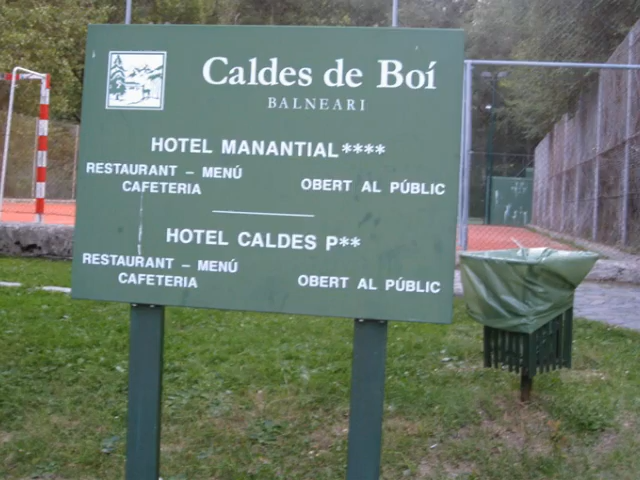 Caldes de Boí
BALNEARI
HOTEL MANANTIAL****
RESTAURANT – MENÚ
CAFETERIA
OBERT AL PÚBLIC
HOTEL CALDES P**
RESTAURANT – MENÚ
CAFETERIA
OBERT AL PÚBLIC